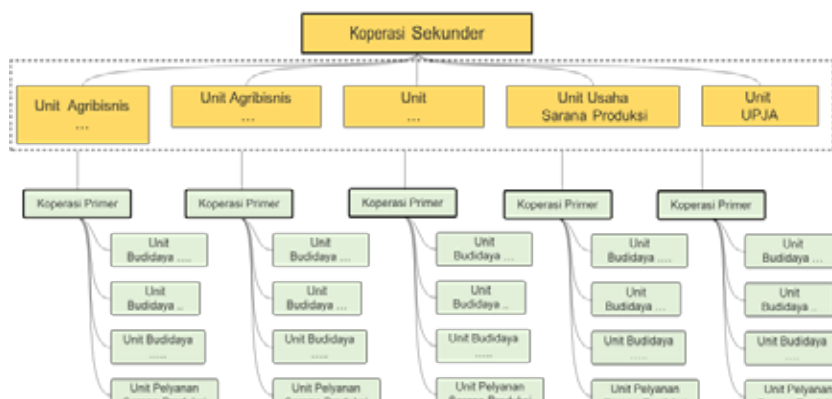 Koperasi Sekunder
Unit Agribisnis
...
Unit Agribisnis
...
Unit
...
Unit Usaha
Sarana Produksi
Unit
UPJA
Koperasi Primer
Koperasi Primer
Koperasi Primer
Koperasi Primer
Koperasi Primer
Unit
Budidaya ....
Unit
Budidaya ...
Unit
Budidaya ...
Unit
Budidaya ....
Unit
Budidaya ...
Unit
Budidaya ..
Unit
Budidaya ...
Unit
Budidaya ..
Unit
Budidaya ...
Unit
Budidaya ..
Unit Budidaya
.....
Unit Budidaya
.....
Unit Budidaya
.....
Unit Budidaya
.....
Unit Budidaya
....
Unit Pelyanan
Unit Pelyanan
Unit Pelyanan
Unit Pelyanan
Unit Pelyanan